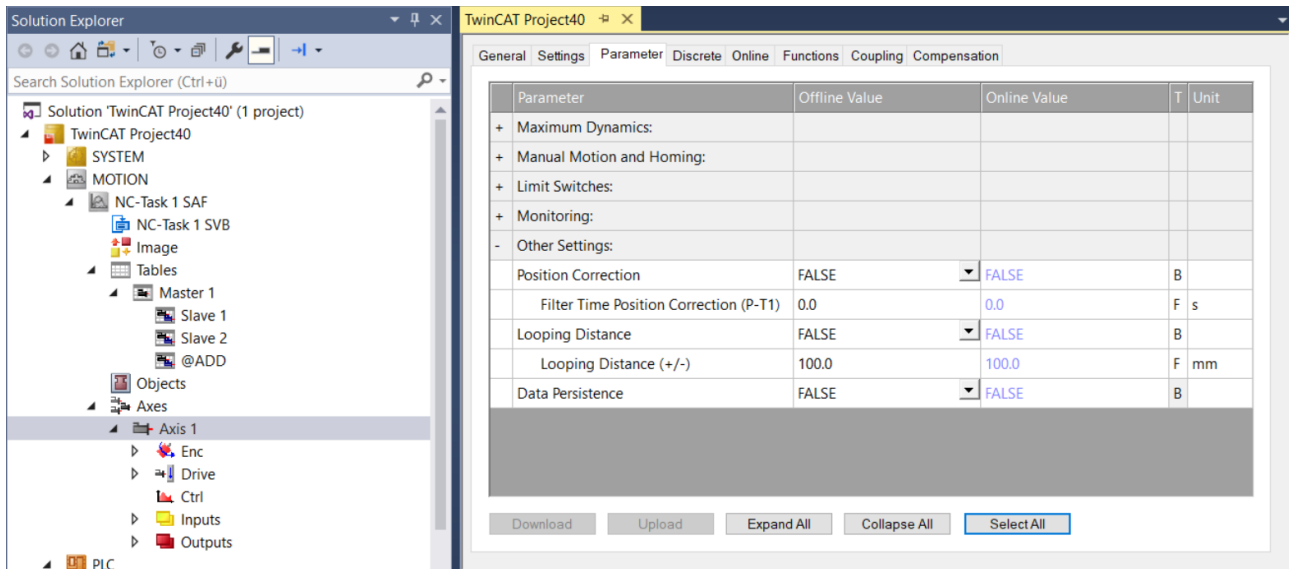 Solution Explorer
Search Solution Explorer (Ctrl+ü)
Solution 'TwinCAT Project40' (1 project)
TwinCAT Project40
SYSTEM
MOTION
NC-Task 1 SAF
NC-Task 1 SVB
Image
Tables
Master 1
Slave 1
Slave 2
@ADD
Objects
Axes
Axis 1
Enc
Drive
Ctrl
Inputs
Outputs
PLC
TwinCAT Project40
General Settings Parameter Discrete Online Functions Coupling Compensation
Parameter Offline Value Online Value T Unit
+ Maximum Dynamics:
+ Manual Motion and Homing:
+ Limit Switches:
+ Monitoring:
- Other Settings:
Position Correction FALSE FALSE B
Filter Time Position Correction (P-T1) 0.0 0.0 F s
Looping Distance FALSE FALSE B
Looping Distance (+/-) 100.0 100.0 F mm
Data Persistence FALSE FALSE B
Download Upload Expand All Collapse All Select All